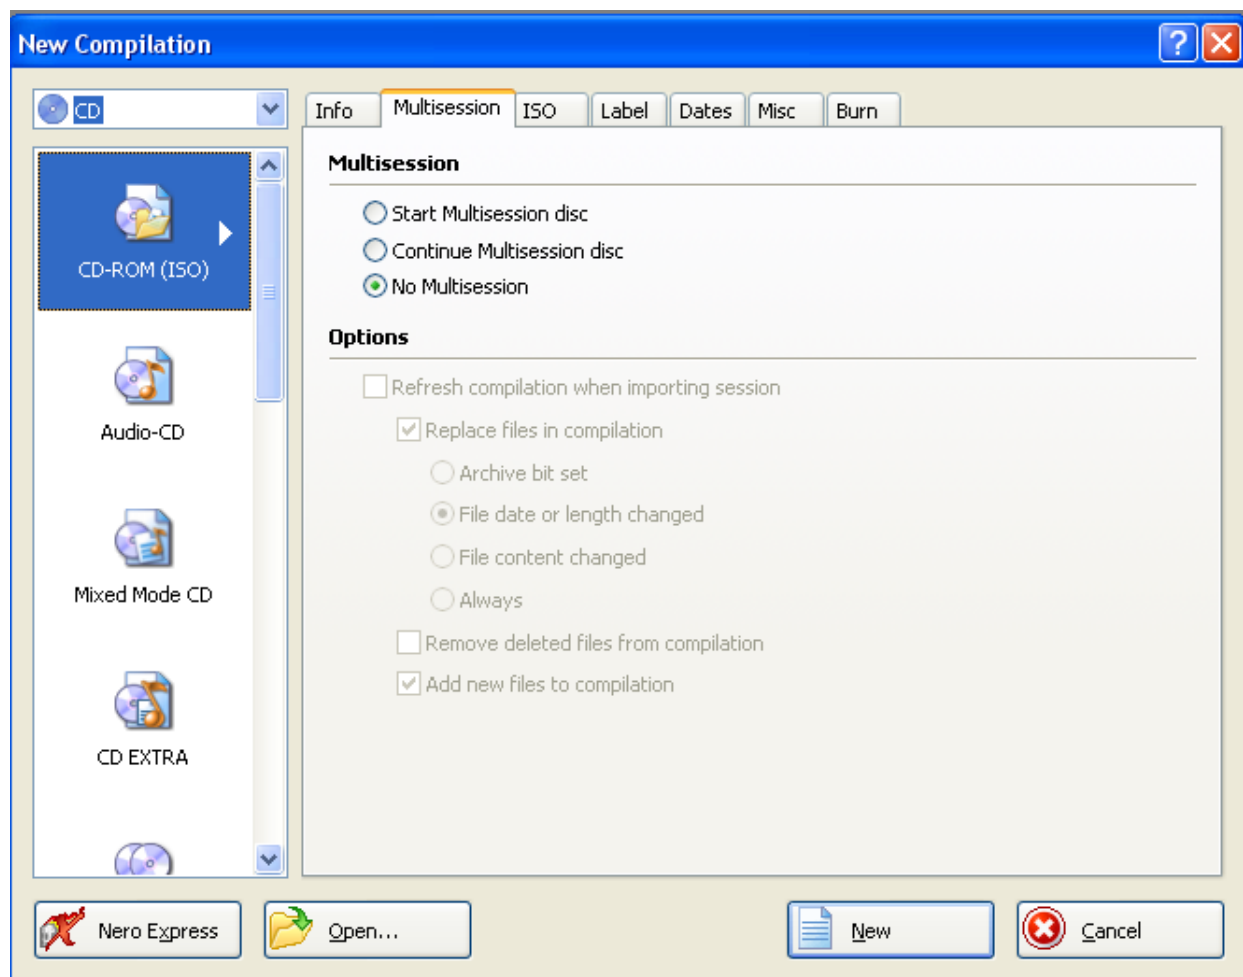 New Compilation
CD
CD-ROM (ISO)
Audio-CD
Mixed Mode CD
CD EXTRA
Info
Multisession
ISO
Label
Dates
Misc
Burn
Multisession
Start Multisession disc
Continue Multisession disc
No Multisession
Options
Refresh compilation when importing session
Replace files in compilation
Archive bit set
File date or length changed
File content changed
Always
Remove deleted files from compilation
Add new files to compilation
Nero Express
Open...
New
Cancel